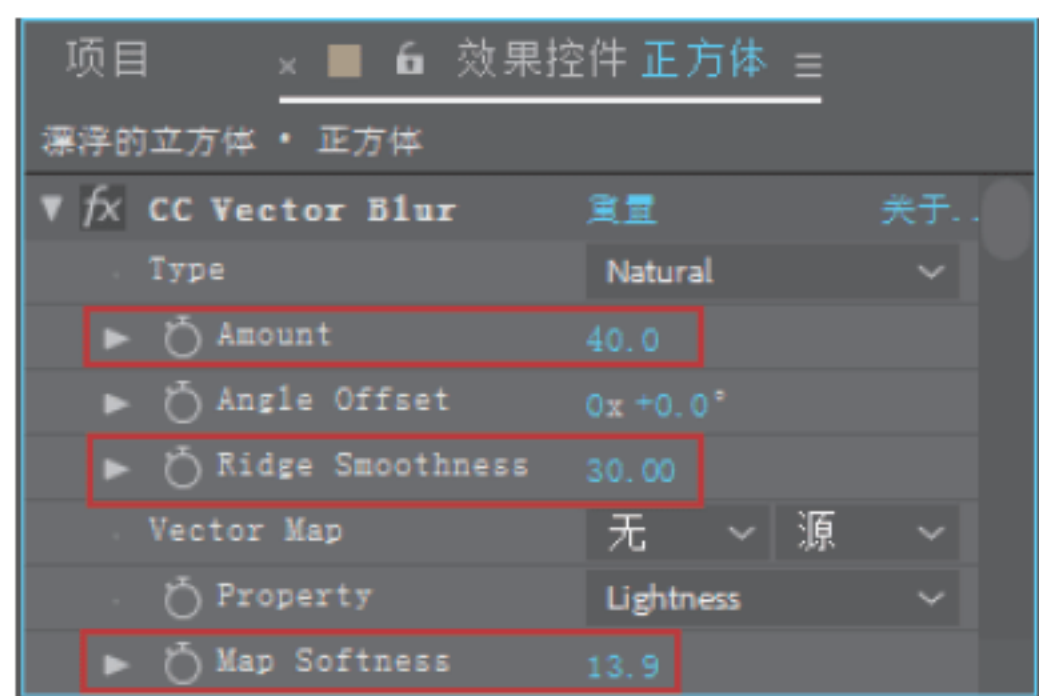 项目 × 效果控件 正方体 ≡
漂浮的立方体 • 正方体
fx CC Vector Blur 重置 关于..
Type Natural
Amount 40.0
Angle Offset 0x+0.0°
Ridge Smoothness 30.00
Vector Map 无 源
Property Lightness
Map Softness 13.9